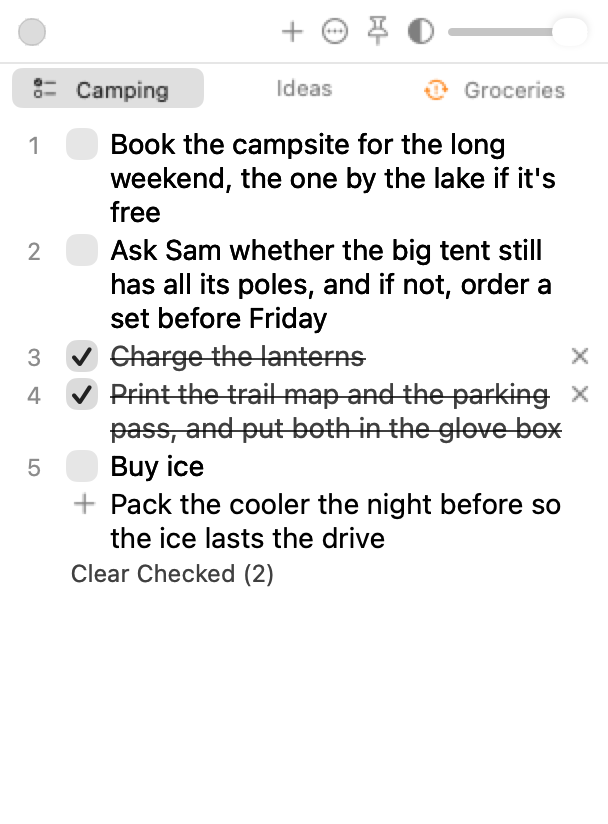 Camping
Ideas
Groceries
1 Book the campsite for the long
weekend, the one by the lake if it's
free
2 Ask Sam whether the big tent still
has all its poles, and if not, order a
set before Friday
3 Charge the lanterns
4 Print the trail map and the parking
pass, and put both in the glove box
5 Buy ice
+ Pack the cooler the night before so
the ice lasts the drive
Clear Checked (2)